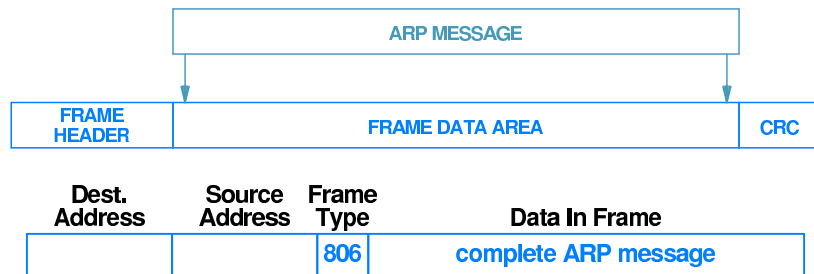 ARP MESSAGE
FRAME HEADER
FRAME DATA AREA
CRC
Dest. Address
Source Address
Frame Type
Data In Frame
806
complete ARP message